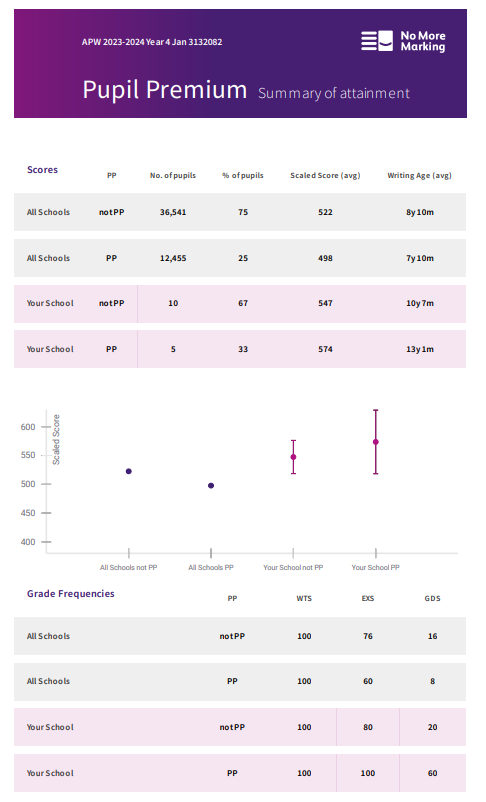 APW 2023-2024 Year 4 Jan 3132082
No More
Marking
Pupil Premium Summary of attainment
Scores PP No. of pupils % of pupils Scaled Score (avg) Writing Age (avg)
All Schools not PP 36,541 75 522 8y 10m
All Schools PP 12,455 25 498 7y 10m
Your School not PP 10 67 547 10y 7m
Your School PP 5 33 574 13y 1m
Scaled Score
600
550
500
450
400
All Schools not PP All Schools PP Your School not PP Your School PP
Grade Frequencies PP WTS EXS GDS
All Schools not PP 100 76 16
All Schools PP 100 60 8
Your School not PP 100 80 20
Your School PP 100 100 60